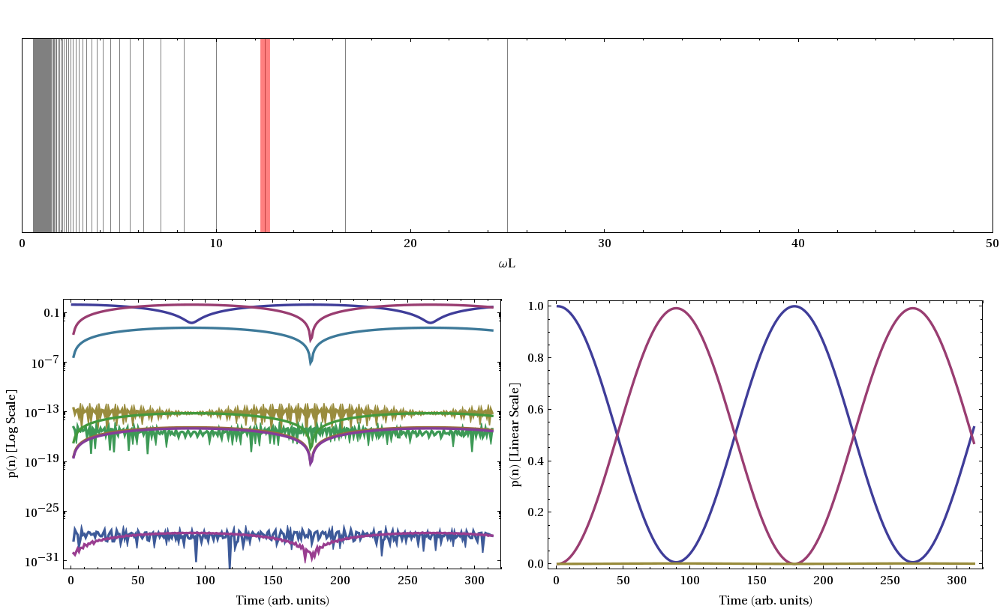 0 10 20 30 40 50
ωL
0.1
10⁻⁷
10⁻¹³
10⁻¹⁹
10⁻²⁵
10⁻³¹
p(n) [Log Scale]
0 50 100 150 200 250 300
Time (arb. units)
1.0
0.8
0.6
0.4
0.2
0.0
p(n) [Linear Scale]
0 50 100 150 200 250 300
Time (arb. units)